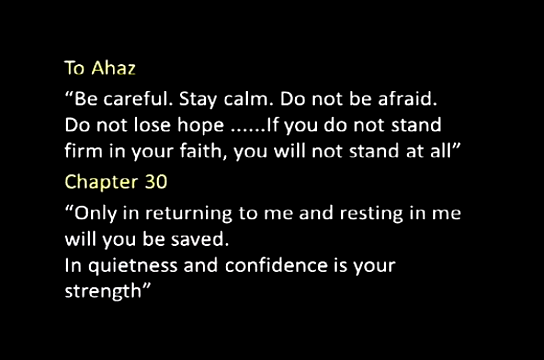 To Ahaz
“Be careful. Stay calm. Do not be afraid.
Do not lose hope ......If you do not stand
firm in your faith, you will not stand at all”
Chapter 30
“Only in returning to me and resting in me
will you be saved.
In quietness and confidence is your
strength”